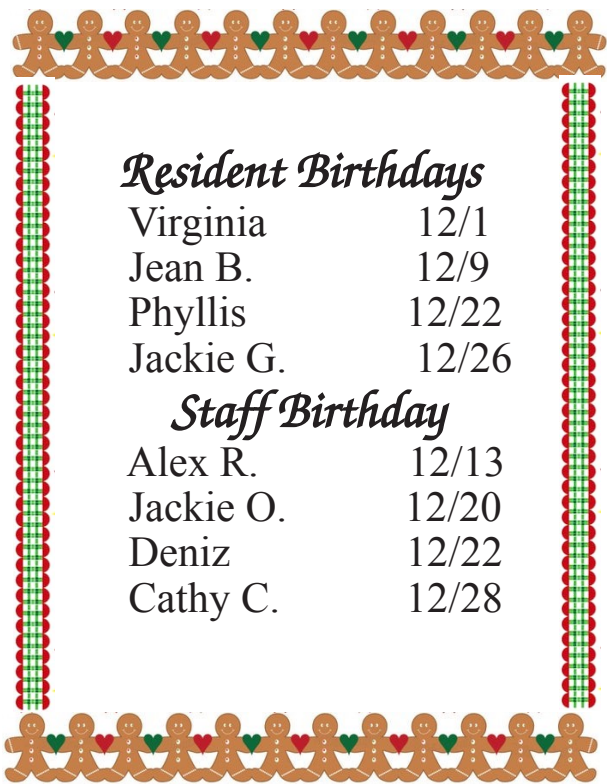 Resident Birthdays
Virginia 12/1
Jean B. 12/9
Phyllis 12/22
Jackie G. 12/26
Staff Birthday
Alex R. 12/13
Jackie O. 12/20
Deniz 12/22
Cathy C. 12/28